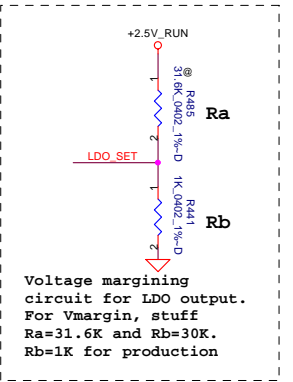 +2.5V_RUN
1
@
R485
31.6K_0402_1%~D
Ra
2
LDO_SET
1
R441
1K_0402_1%~D
Rb
2
Voltage margining
circuit for LDO output.
For Vmargin, stuff
Ra=31.6K and Rb=30K.
Rb=1K for production